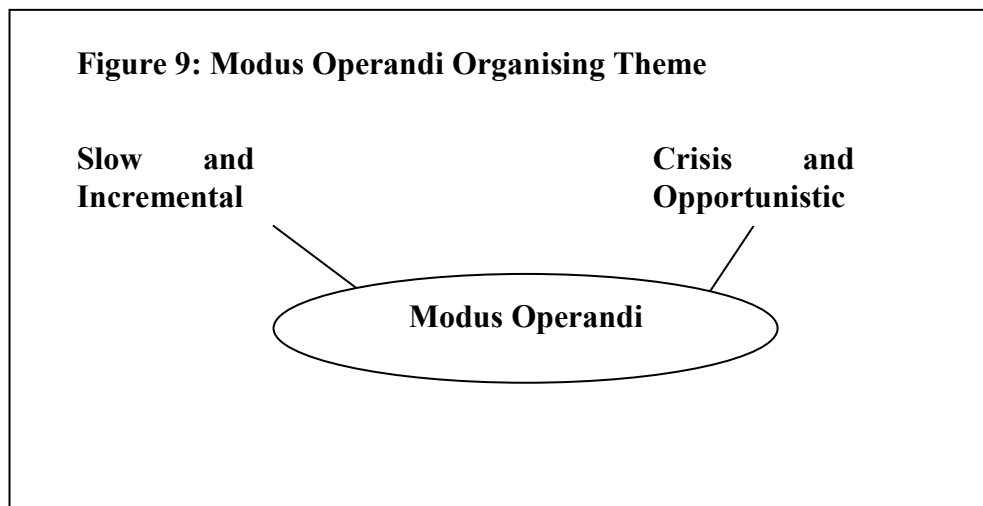 Figure 9: Modus Operandi Organising Theme
Slow and
Incremental
Crisis and
Opportunistic
Modus Operandi